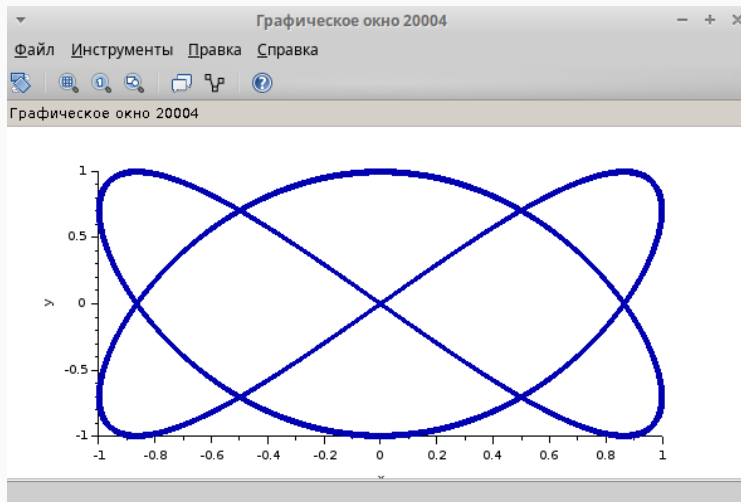 Графическое окно 20004
Файл Инструменты Правка Справка
Графическое окно 20004
1
0.5
y
0
-0.5
-1
-1 -0.8 -0.6 -0.4 -0.2 0 0.2 0.4 0.6 0.8 1